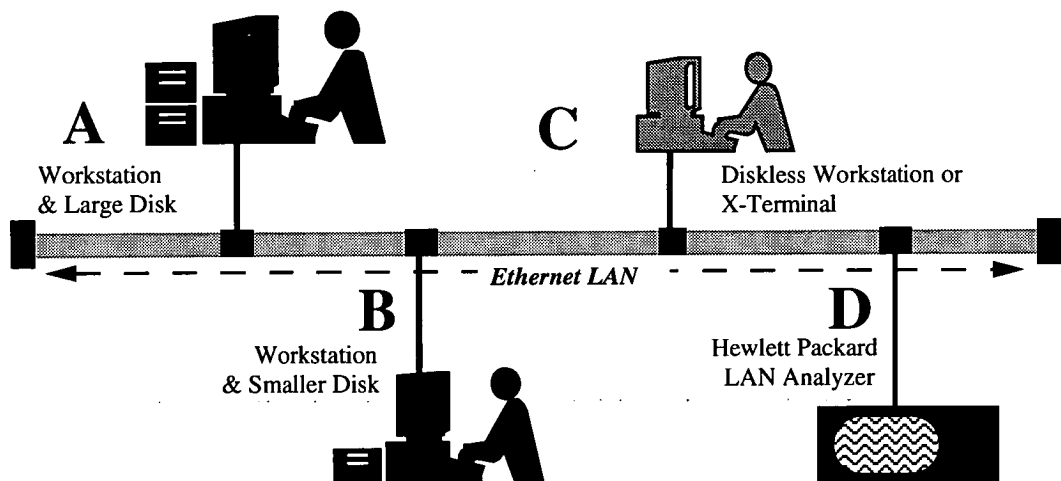 A
Workstation
& Large Disk
C
Diskless Workstation or
X-Terminal
Ethernet LAN
B
Workstation
& Smaller Disk
D
Hewlett Packard
LAN Analyzer